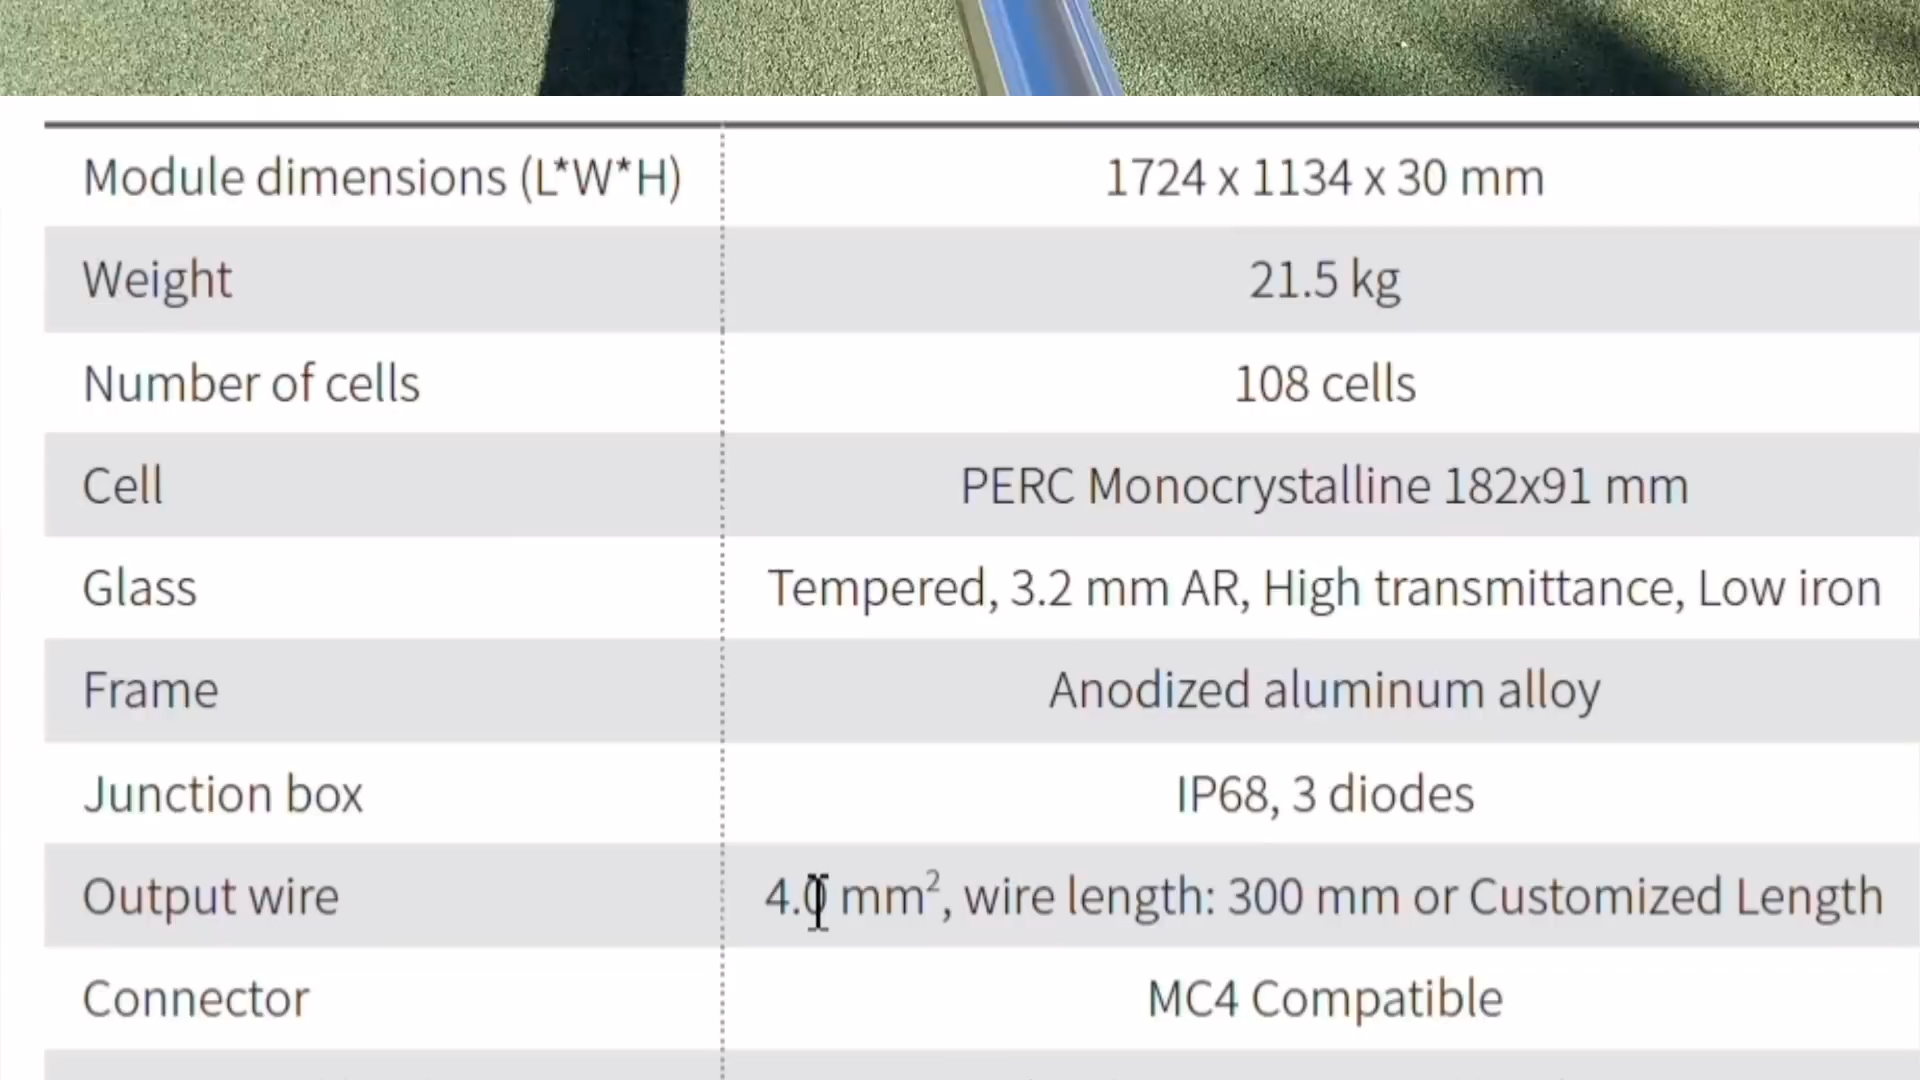 Module dimensions (L*W*H) 1724 x 1134 x 30 mm
Weight 21.5 kg
Number of cells 108 cells
Cell PERC Monocrystalline 182x91 mm
Glass Tempered, 3.2 mm AR, High transmittance, Low iron
Frame Anodized aluminum alloy
Junction box IP68, 3 diodes
Output wire 4.0 mm², wire length: 300 mm or Customized Length
Connector MC4 Compatible